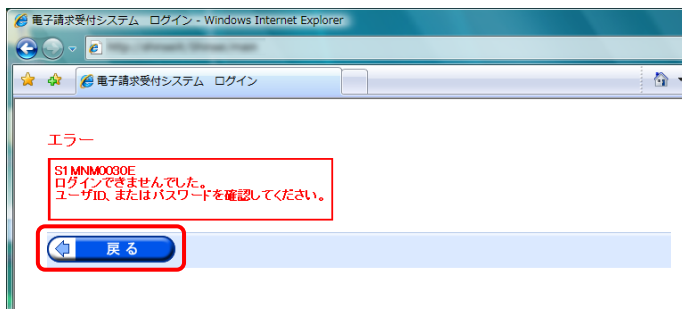 電子請求受付システム ログイン - Windows Internet Explorer
電子請求受付システム ログイン
エラー
S1MNM0030E
ログインできませんでした。
ユーザID、またはパスワードを確認してください。
戻る